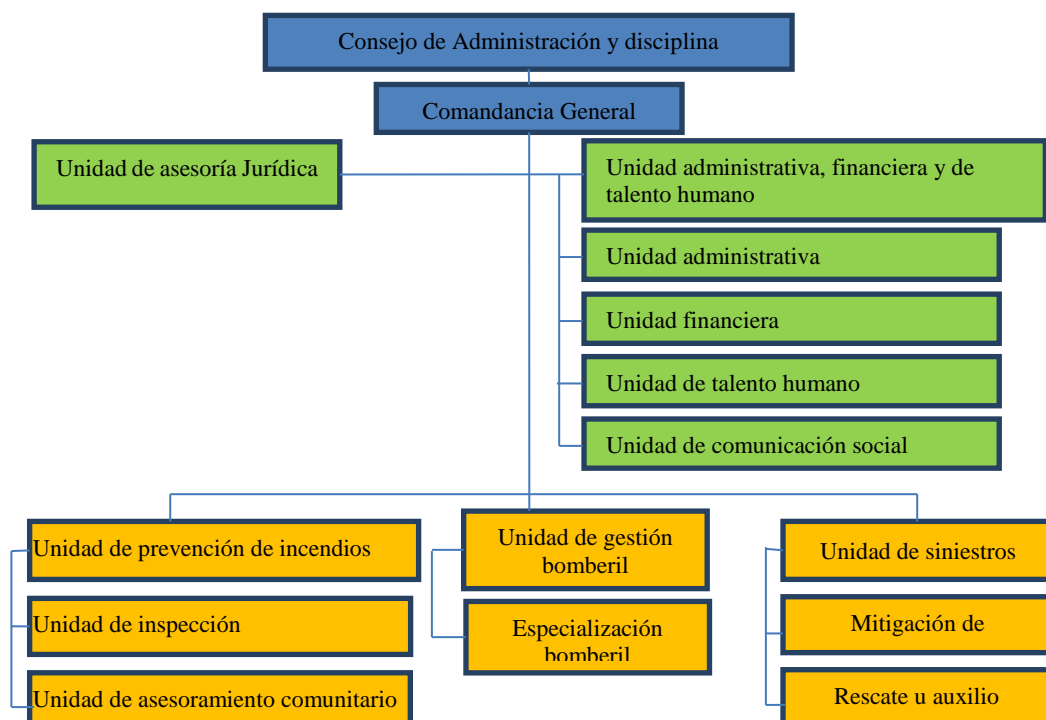 Consejo de Administración y disciplina
Comandancia General
Unidad de asesoría Jurídica
Unidad administrativa, financiera y de
talento humano
Unidad administrativa
Unidad financiera
Unidad de talento humano
Unidad de comunicación social
Unidad de prevención de incendios
Unidad de inspección
Unidad de asesoramiento comunitario
Unidad de gestión
bomberil
Especialización
bomberil
Unidad de siniestros
Mitigación de
Rescate u auxilio